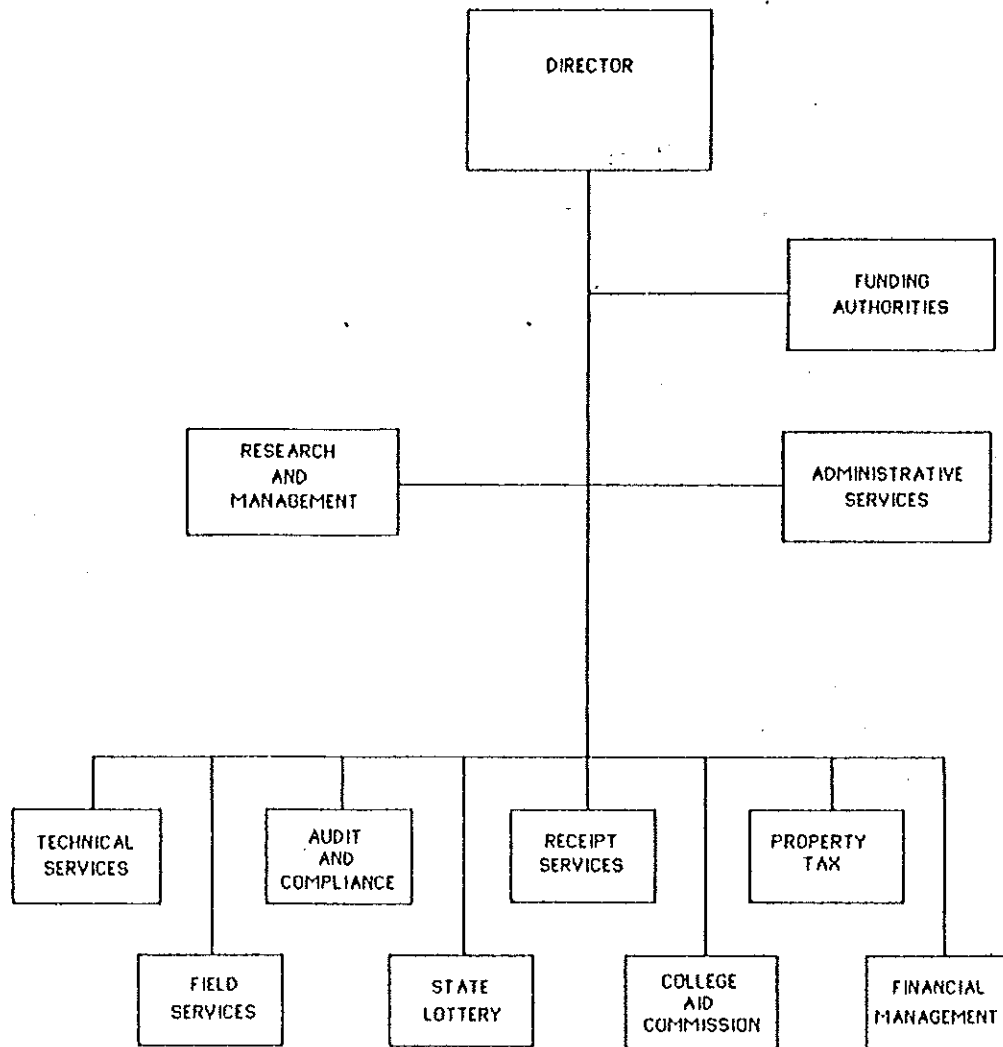 DIRECTOR
FUNDING
AUTHORITIES
RESEARCH
AND
MANAGEMENT
ADMINISTRATIVE
SERVICES
TECHNICAL
SERVICES
AUDIT
AND
COMPLIANCE
RECEIPT
SERVICES
PROPERTY
TAX
FIELD
SERVICES
STATE
LOTTERY
COLLEGE
AID
COMMISSION
FINANCIAL
MANAGEMENT